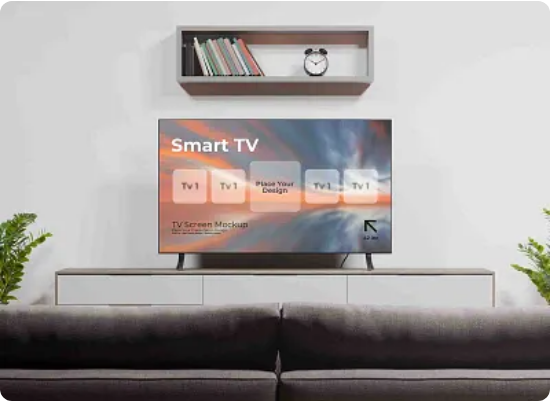 Smart TV
Tv 1
Tv 1
Place Your
Design
Tv 1
Tv 1
TV Screen Mockup